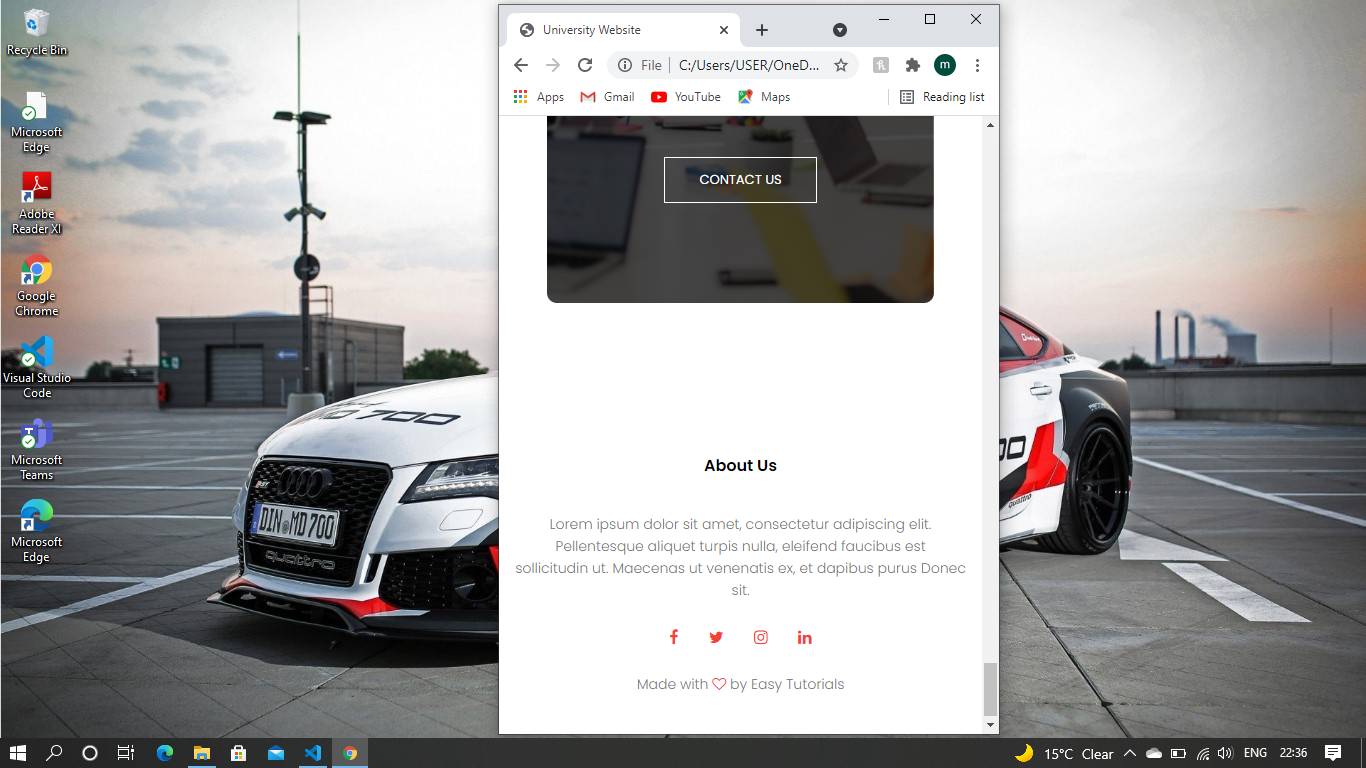 Recycle Bin
Microsoft
Edge
Adobe
Reader XI
Google
Chrome
Visual Studio
Code
Microsoft
Teams
Microsoft
Edge
University Website
File
C:/Users/USER/OneD...
m
Apps
Gmail
YouTube
Maps
Reading list
CONTACT US
About Us
Lorem ipsum dolor sit amet, consectetur adipiscing elit.
Pellentesque aliquet turpis nulla, eleifend faucibus est
sollicitudin ut. Maecenas ut venenatis ex, et dapibus purus Donec
sit.
Made with ♡ by Easy Tutorials
MD 700
DIN MD 700
quattro
quattro
15°C Clear
ENG
22:36